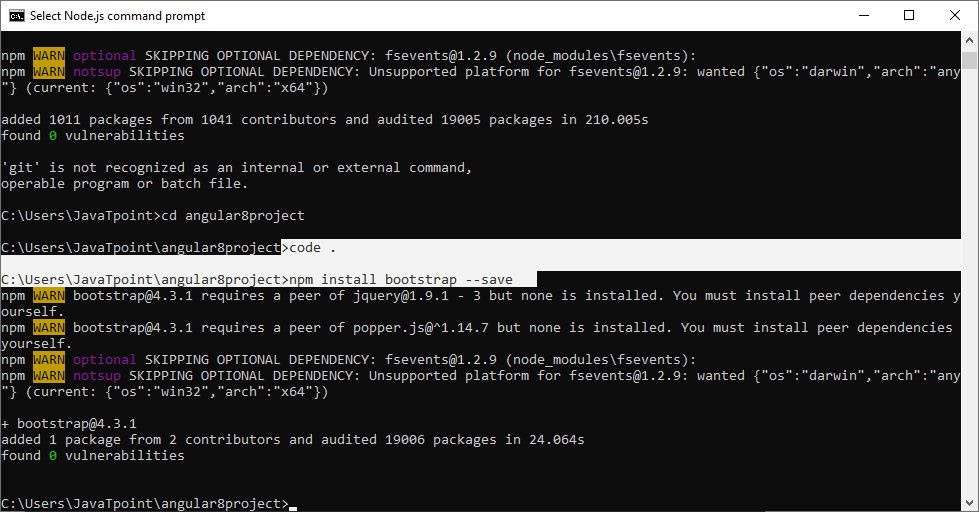 Select Node.js command prompt
npm WARN optional SKIPPING OPTIONAL DEPENDENCY: fsevents@1.2.9 (node_modules\fsevents):
npm WARN notsup SKIPPING OPTIONAL DEPENDENCY: Unsupported platform for fsevents@1.2.9: wanted {"os":"darwin","arch":"any
"} (current: {"os":"win32","arch":"x64"})
added 1011 packages from 1041 contributors and audited 19005 packages in 210.005s
found 0 vulnerabilities
'git' is not recognized as an internal or external command,
operable program or batch file.
C:\Users\JavaTpoint>cd angular8project
C:\Users\JavaTpoint\angular8project>code .
C:\Users\JavaTpoint\angular8project>npm install bootstrap --save
npm WARN bootstrap@4.3.1 requires a peer of jquery@1.9.1 - 3 but none is installed. You must install peer dependencies y
ourself.
npm WARN bootstrap@4.3.1 requires a peer of popper.js@^1.14.7 but none is installed. You must install peer dependencies
yourself.
npm WARN optional SKIPPING OPTIONAL DEPENDENCY: fsevents@1.2.9 (node_modules\fsevents):
npm WARN notsup SKIPPING OPTIONAL DEPENDENCY: Unsupported platform for fsevents@1.2.9: wanted {"os":"darwin","arch":"any
"} (current: {"os":"win32","arch":"x64"})
+ bootstrap@4.3.1
added 1 package from 2 contributors and audited 19006 packages in 24.064s
found 0 vulnerabilities
C:\Users\JavaTpoint\angular8project>